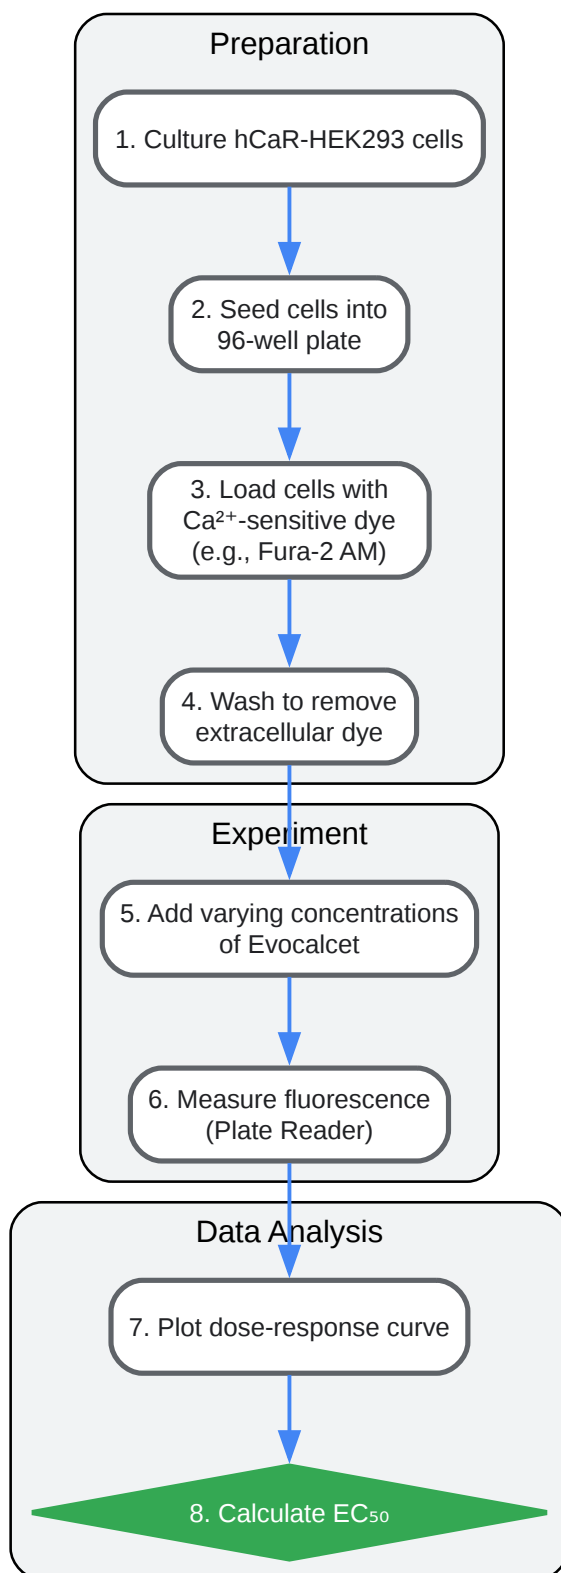 Preparation
1. Culture hCaR-HEK293 cells
2. Seed cells into
96-well plate
3. Load cells with
Ca²⁺-sensitive dye
(e.g., Fura-2 AM)
4. Wash to remove
extracellular dye
Experiment
5. Add varying concentrations
of Evocalcet
6. Measure fluorescence
(Plate Reader)
Data Analysis
7. Plot dose-response curve
8. Calculate EC₅₀